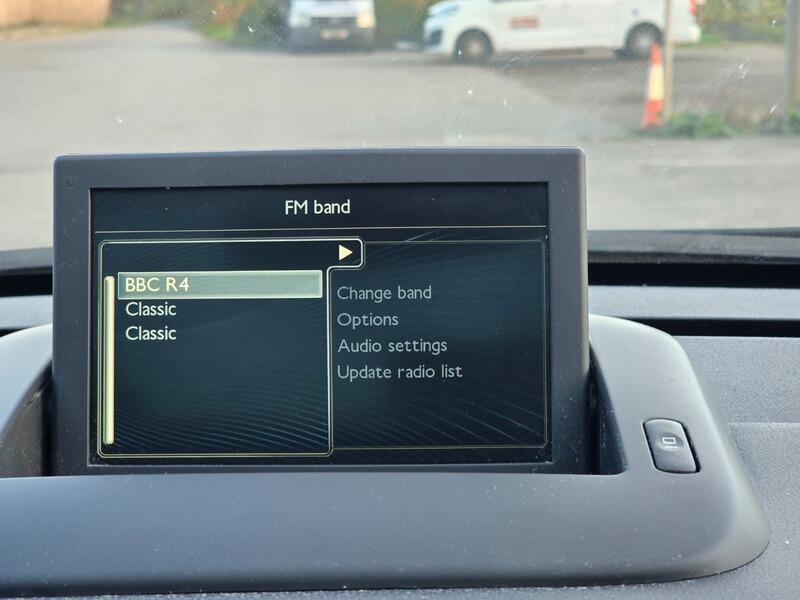 FM band
BBC R4
Classic
Classic
Change band
Options
Audio settings
Update radio list